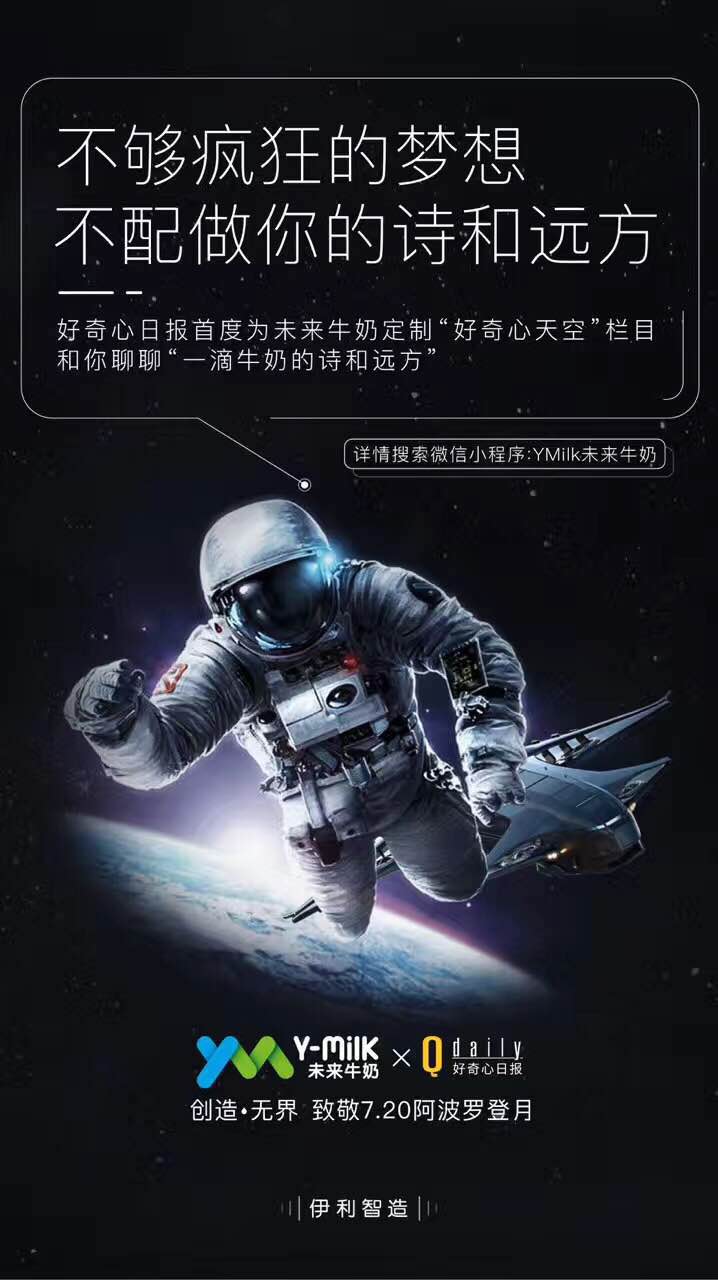 不够疯狂的梦想
不配做你的诗和远方
好奇心日报首度为未来牛奶定制“好奇心天空”栏目
和你聊聊“一滴牛奶的诗和远方”
详情搜索微信小程序:YMilk未来牛奶
Y-Milk
未来牛奶
×
Q daily
好奇心日报
创造•无界 致敬7.20阿波罗登月
伊利智造